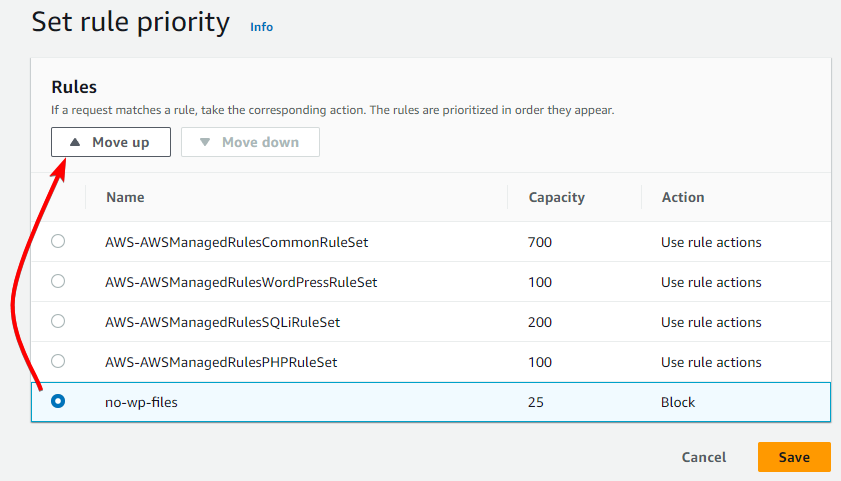 Set rule priority Info
Rules
If a request matches a rule, take the corresponding action. The rules are prioritized in order they appear.
Move up Move down
Name Capacity Action
AWS-AWSManagedRulesCommonRuleSet 700 Use rule actions
AWS-AWSManagedRulesWordPressRuleSet 100 Use rule actions
AWS-AWSManagedRulesSQLiRuleSet 200 Use rule actions
AWS-AWSManagedRulesPHPRuleSet 100 Use rule actions
no-wp-files 25 Block
Cancel Save